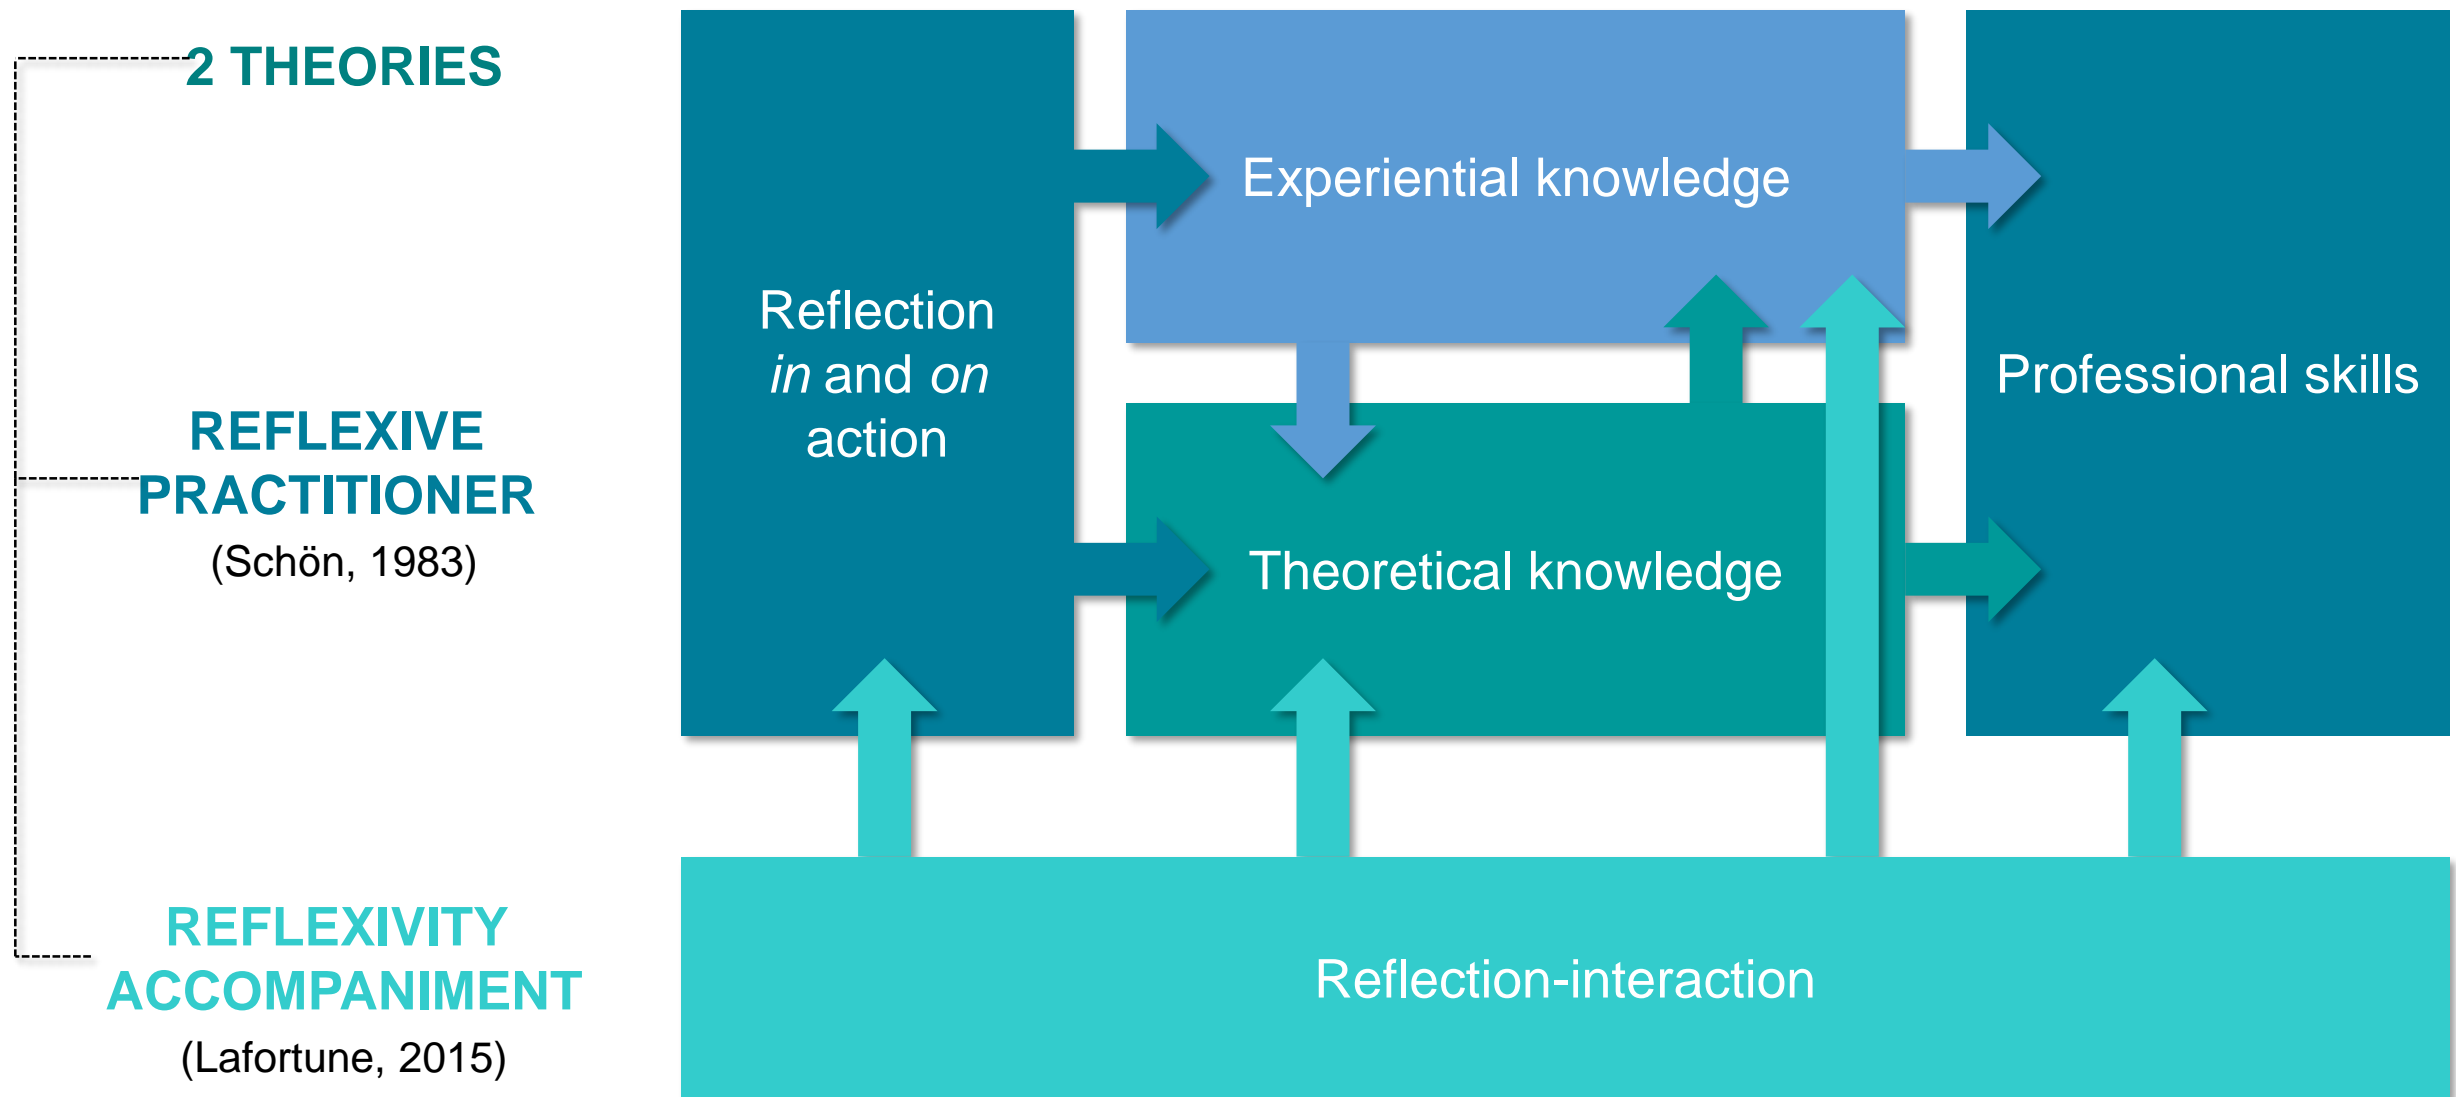 2 THEORIES
REFLEXIVE
PRACTITIONER
(Schön, 1983)
REFLEXIVITY
ACCOMPANIMENT
(Lafortune, 2015)
Reflection
in and on
action
Experiential knowledge
Theoretical knowledge
Professional skills
Reflection-interaction